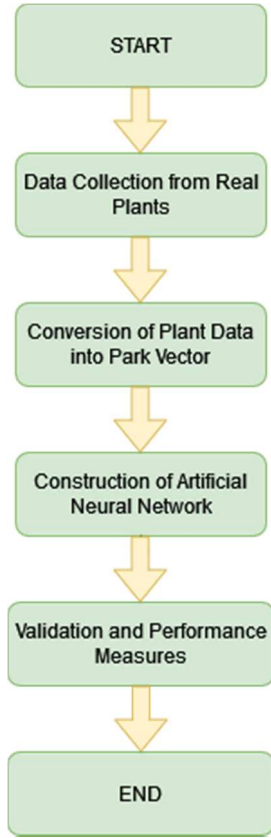 START
Data Collection from Real
Plants
Conversion of Plant Data
into Park Vector
Construction of Artificial
Neural Network
Validation and Performance
Measures
END